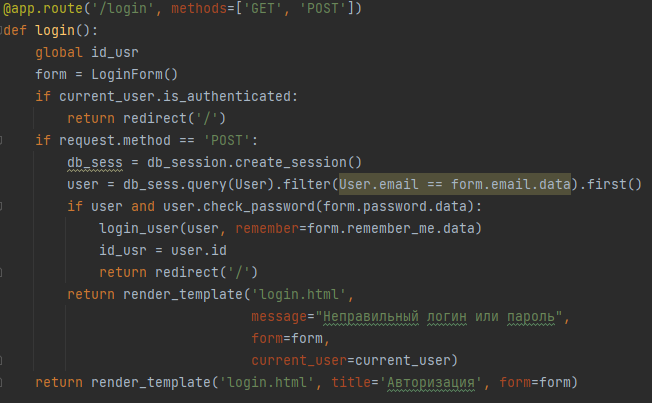 @app.route('/login', methods=['GET', 'POST'])
def login():
    global id_usr
    form = LoginForm()
    if current_user.is_authenticated:
        return redirect('/')
    if request.method == 'POST':
        db_sess = db_session.create_session()
        user = db_sess.query(User).filter(User.email == form.email.data).first()
        if user and user.check_password(form.password.data):
            login_user(user, remember=form.remember_me.data)
            id_usr = user.id
            return redirect('/')
        return render_template('login.html',
                               message="Неправильный логин или пароль",
                               form=form,
                               current_user=current_user)
    return render_template('login.html', title='Авторизация', form=form)